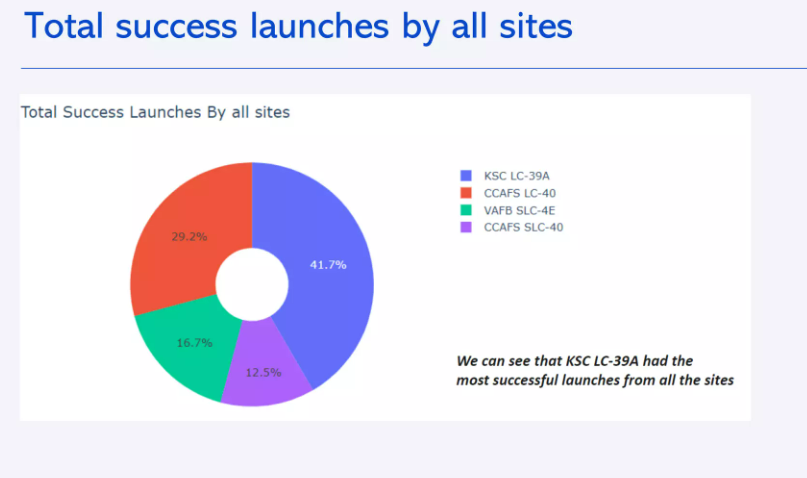 Total success launches by all sites
Total Success Launches By all sites
KSC LC-39A
CCAFS LC-40
VAFB SLC-4E
CCAFS SLC-40
29.2%
41.7%
16.7%
12.5%
We can see that KSC LC-39A had the
most successful launches from all the sites